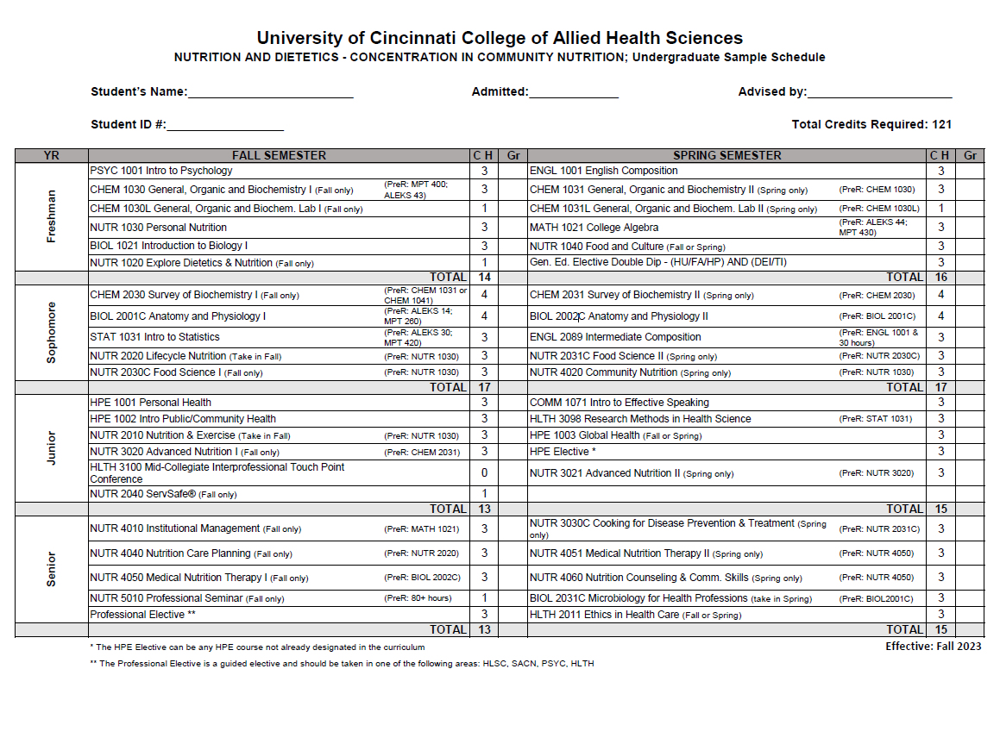 University of Cincinnati College of Allied Health Sciences
NUTRITION AND DIETETICS - CONCENTRATION IN COMMUNITY NUTRITION; Undergraduate Sample Schedule
Student's Name:_________________________ Admitted:_____________ Advised by:______________________
Student ID #:_________________ Total Credits Required: 121
YR FALL SEMESTER C H Gr SPRING SEMESTER C H Gr
Freshman
PSYC 1001 Intro to Psychology 3 ENGL 1001 English Composition 3
CHEM 1030 General, Organic and Biochemistry I (Fall only) (PreR: MPT 400; ALEKS 43) 3 CHEM 1031 General, Organic and Biochemistry II (Spring only) (PreR: CHEM 1030) 3
CHEM 1030L General, Organic and Biochem. Lab I (Fall only) 1 CHEM 1031L General, Organic and Biochem. Lab II (Spring only) (PreR: CHEM 1030L) 1
NUTR 1030 Personal Nutrition 3 MATH 1021 College Algebra (PreR: ALEKS 44; MPT 430) 3
BIOL 1021 Introduction to Biology I 3 NUTR 1040 Food and Culture (Fall or Spring) 3
NUTR 1020 Explore Dietetics & Nutrition (Fall only) 1 Gen. Ed. Elective Double Dip - (HU/FA/HP) AND (DEI/TI) 3
TOTAL 14 TOTAL 16
Sophomore
CHEM 2030 Survey of Biochemistry I (Fall only) (PreR: CHEM 1031 or CHEM 1041) 4 CHEM 2031 Survey of Biochemistry II (Spring only) (PreR: CHEM 2030) 4
BIOL 2001C Anatomy and Physiology I (PreR: ALEKS 14; MPT 260) 4 BIOL 2002C Anatomy and Physiology II (PreR: BIOL 2001C) 4
STAT 1031 Intro to Statistics (PreR: ALEKS 30; MPT 420) 3 ENGL 2089 Intermediate Composition (PreR: ENGL 1001 & 30 hours) 3
NUTR 2020 Lifecycle Nutrition (Take in Fall) (PreR: NUTR 1030) 3 NUTR 2031C Food Science II (Spring only) (PreR: NUTR 2030C) 3
NUTR 2030C Food Science I (Fall only) (PreR: NUTR 1030) 3 NUTR 4020 Community Nutrition (Spring only) (PreR: NUTR 1030) 3
TOTAL 17 TOTAL 17
Junior
HPE 1001 Personal Health 3 COMM 1071 Intro to Effective Speaking 3
HPE 1002 Intro Public/Community Health 3 HLTH 3098 Research Methods in Health Science (PreR: STAT 1031) 3
NUTR 2010 Nutrition & Exercise (Take in Fall) (PreR: NUTR 1030) 3 HPE 1003 Global Health (Fall or Spring) 3
NUTR 3020 Advanced Nutrition I (Fall only) (PreR: CHEM 2031) 3 HPE Elective * 3
HLTH 3100 Mid-Collegiate Interprofessional Touch Point Conference 0 NUTR 3021 Advanced Nutrition II (Spring only) (PreR: NUTR 3020) 3
NUTR 2040 ServSafe® (Fall only) 1
TOTAL 13 TOTAL 15
Senior
NUTR 4010 Institutional Management (Fall only) (PreR: MATH 1021) 3 NUTR 3030C Cooking for Disease Prevention & Treatment (Spring only) (PreR: NUTR 2031C) 3
NUTR 4040 Nutrition Care Planning (Fall only) (PreR: NUTR 2020) 3 NUTR 4051 Medical Nutrition Therapy II (Spring only) (PreR: NUTR 4050) 3
NUTR 4050 Medical Nutrition Therapy I (Fall only) (PreR: BIOL 2002C) 3 NUTR 4060 Nutrition Counseling & Comm. Skills (Spring only) (PreR: NUTR 4050) 3
NUTR 5010 Professional Seminar (Fall only) (PreR: 80+ hours) 1 BIOL 2031C Microbiology for Health Professions (take in Spring) (PreR: BIOL2001C) 3
Professional Elective ** 3 HLTH 2011 Ethics in Health Care (Fall or Spring) 3
TOTAL 13 TOTAL 15
* The HPE Elective can be any HPE course not already designated in the curriculum Effective: Fall 2023
** The Professional Elective is a guided elective and should be taken in one of the following areas: HLSC, SACN, PSYC, HLTH